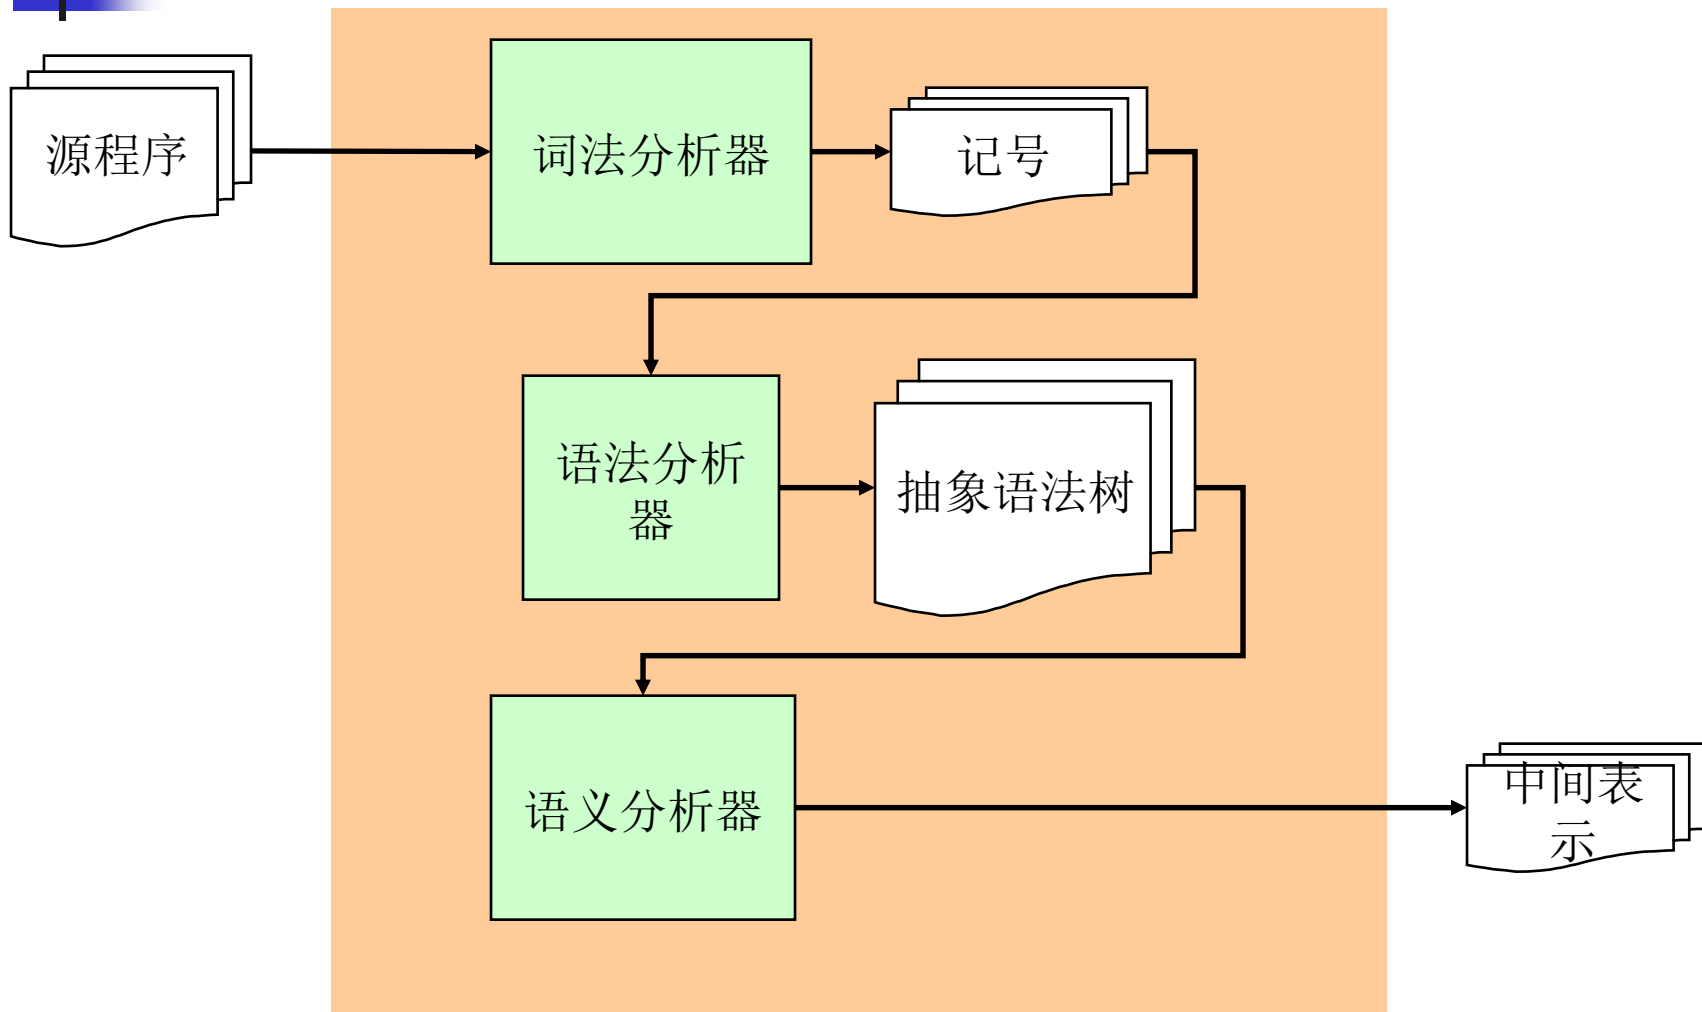 源程序
词法分析器
记号
语法分析
器
抽象语法树
语义分析器
中间表
示